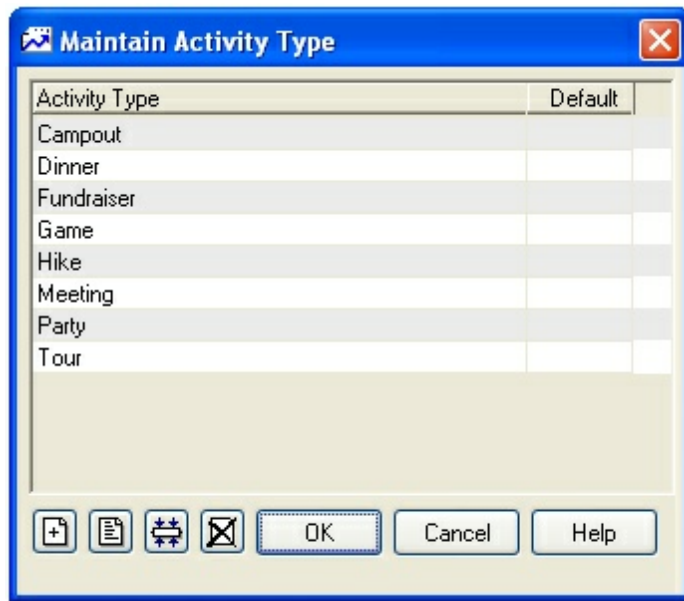 Maintain Activity Type
Activity Type Default
Campout
Dinner
Fundraiser
Game
Hike
Meeting
Party
Tour
OK Cancel Help